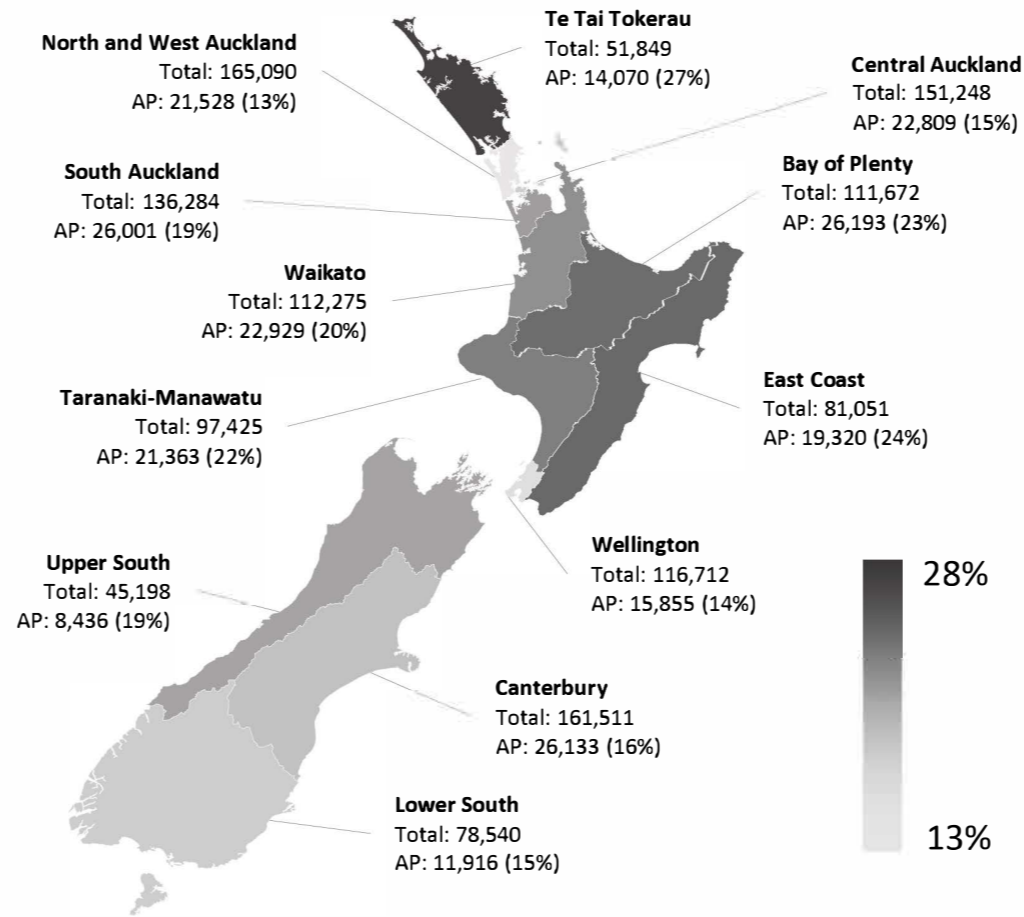 Te Tai Tokerau
Total: 51,849
AP: 14,070 (27%)
North and West Auckland
Total: 165,090
AP: 21,528 (13%)
Central Auckland
Total: 151,248
AP: 22,809 (15%)
South Auckland
Total: 136,284
AP: 26,001 (19%)
Bay of Plenty
Total: 111,672
AP: 26,193 (23%)
Waikato
Total: 112,275
AP: 22,929 (20%)
Taranaki-Manawatu
Total: 97,425
AP: 21,363 (22%)
East Coast
Total: 81,051
AP: 19,320 (24%)
Wellington
Total: 116,712
AP: 15,855 (14%)
Upper South
Total: 45,198
AP: 8,436 (19%)
Canterbury
Total: 161,511
AP: 26,133 (16%)
Lower South
Total: 78,540
AP: 11,916 (15%)
28%
13%